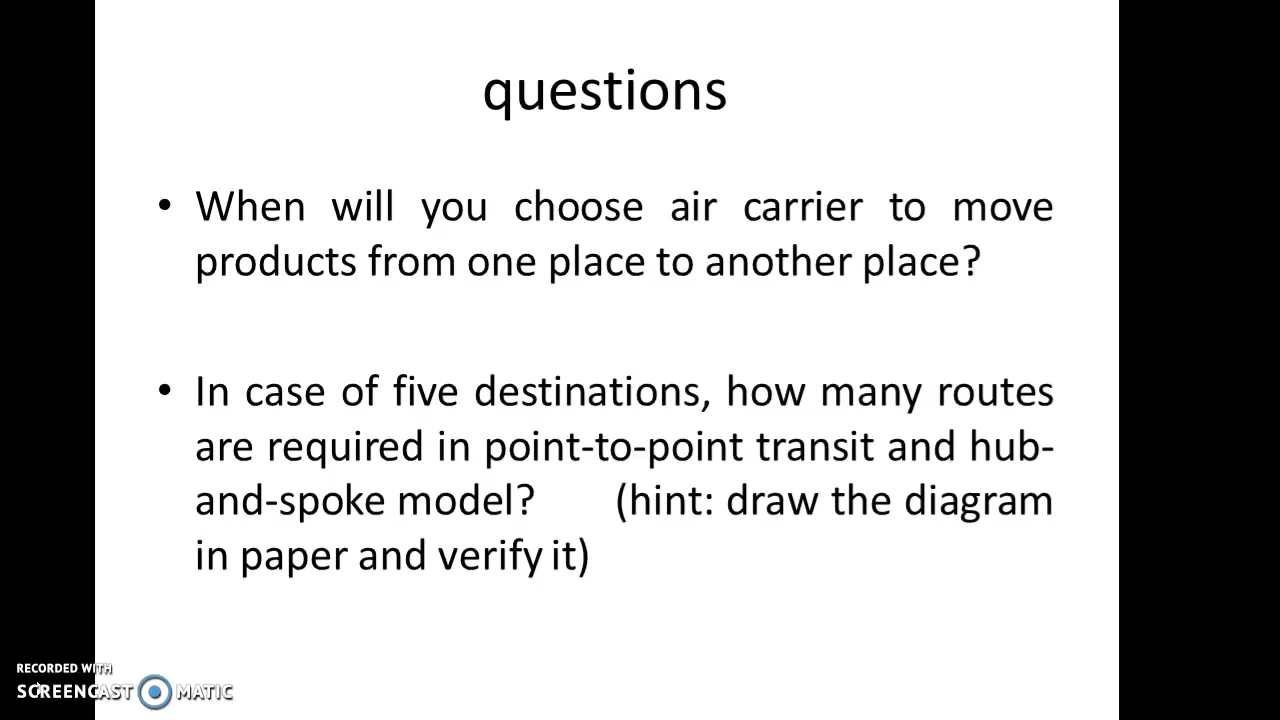 questions
• When will you choose air carrier to move
products from one place to another place?
• In case of five destinations, how many routes
are required in point-to-point transit and hub-
and-spoke model? (hint: draw the diagram
in paper and verify it)
RECORDED WITH
SCREENCAST MATIC